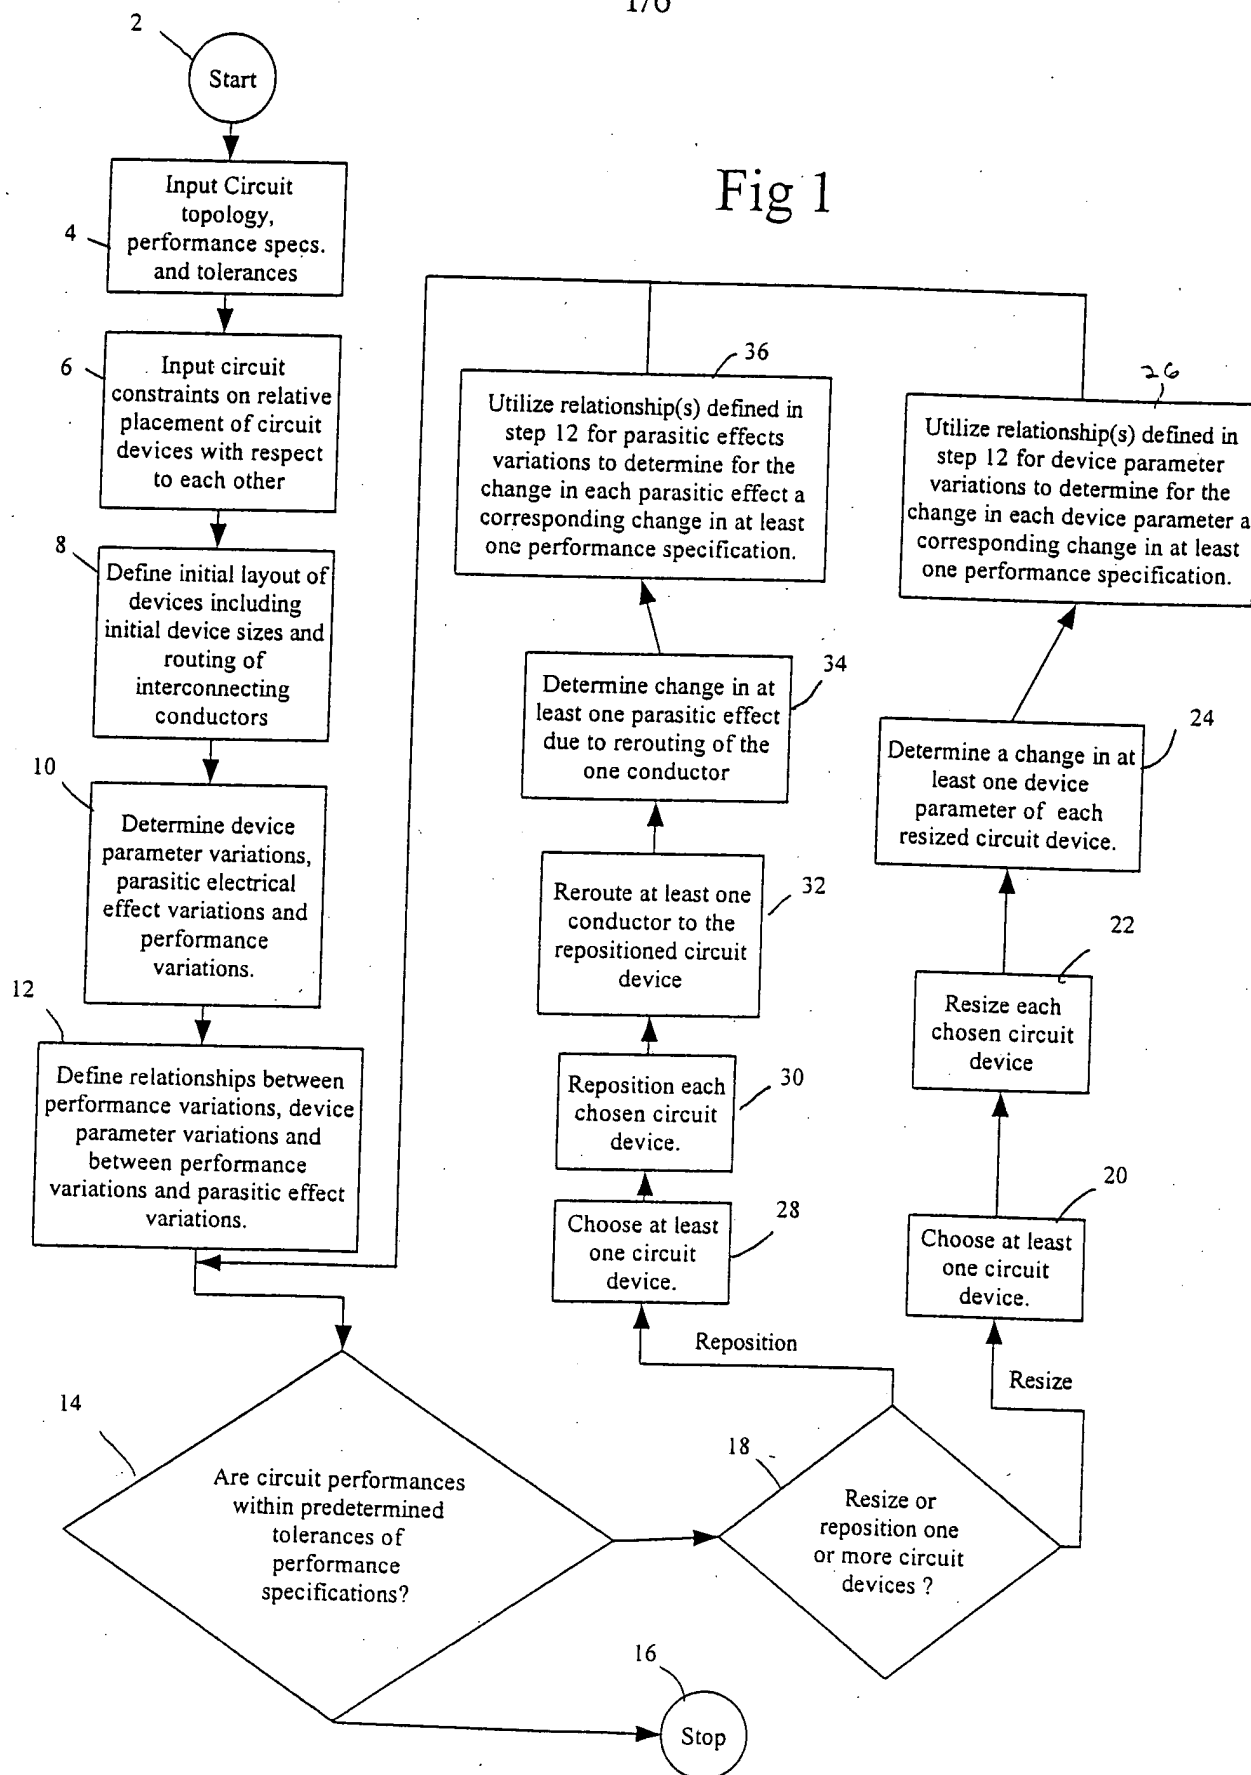 1/6
2
Start
Fig 1
Input Circuit
topology,
performance specs.
and tolerances
4
6
Input circuit
constraints on relative
placement of circuit
devices with respect
to each other
8
Define initial layout of
devices including
initial device sizes and
routing of
interconnecting
conductors
10
Determine device
parameter variations,
parasitic electrical
effect variations and
performance
variations.
12
Define relationships between
performance variations, device
parameter variations and
between performance
variations and parasitic effect
variations.
14
Are circuit performances
within predetermined
tolerances of
performance
specifications?
16
Stop
18
Resize or
reposition one
or more circuit
devices ?
Reposition
Resize
36
Utilize relationship(s) defined in
step 12 for parasitic effects
variations to determine for the
change in each parasitic effect a
corresponding change in at least
one performance specification.
34
Determine change in at
least one parasitic effect
due to rerouting of the
one conductor
32
Reroute at least one
conductor to the
repositioned circuit
device
30
Reposition each
chosen circuit
device.
28
Choose at least
one circuit
device.
26
Utilize relationship(s) defined in
step 12 for device parameter
variations to determine for the
change in each device parameter a
corresponding change in at least
one performance specification.
24
Determine a change in at
least one device
parameter of each
resized circuit device.
22
Resize each
chosen circuit
device
20
Choose at least
one circuit
device.